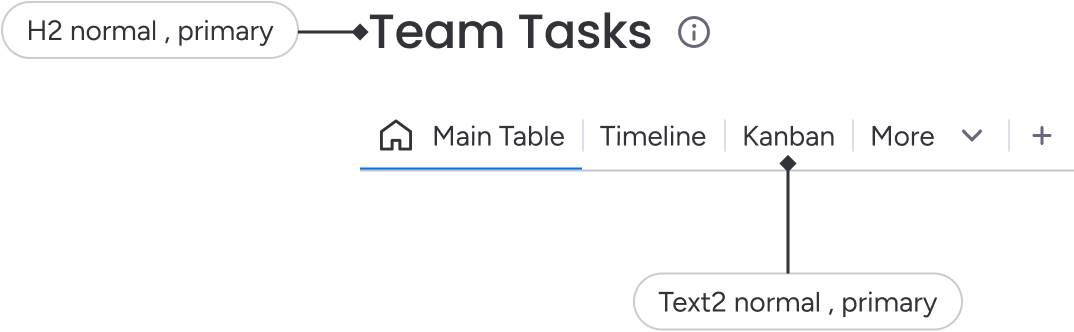 H2 normal , primary
Team Tasks
Main Table Timeline Kanban More
Text2 normal , primary